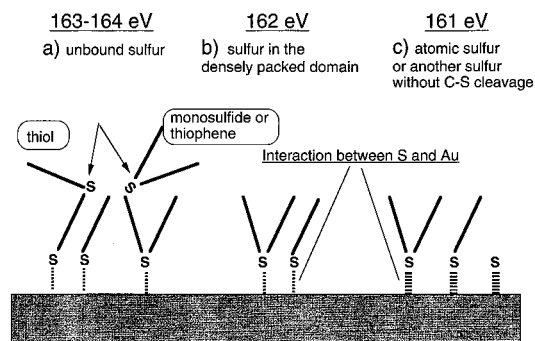 163-164 eV
162 eV
161 eV
a) unbound sulfur
b) sulfur in the
densely packed domain
c) atomic sulfur
or another sulfur
without C-S cleavage
thiol
monosulfide or
thiophene
Interaction between S and Au
S
S
S
S
S
S
S
S
S
S